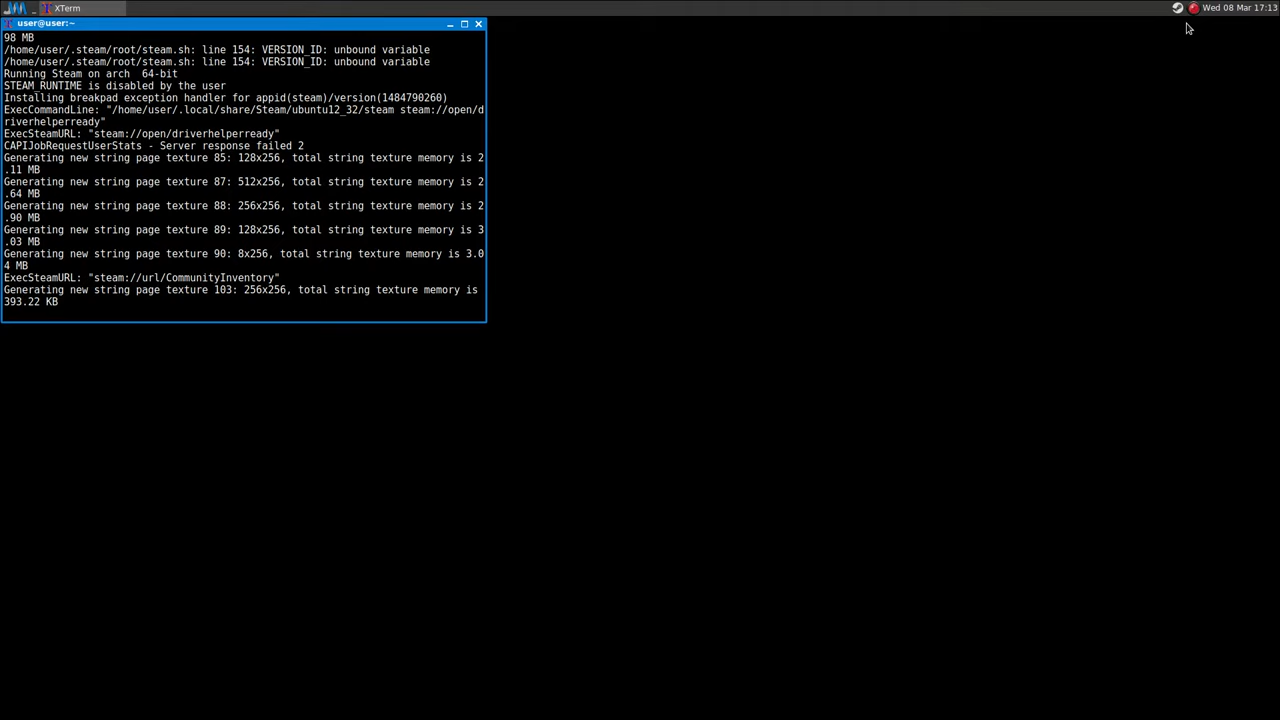 XTerm
Wed 08 Mar 17:13
user@user:~
98 MB
/home/user/.steam/root/steam.sh: line 154: VERSION_ID: unbound variable
/home/user/.steam/root/steam.sh: line 154: VERSION_ID: unbound variable
Running Steam on arch  64-bit
STEAM_RUNTIME is disabled by the user
Installing breakpad exception handler for appid(steam)/version(1484790260)
ExecCommandLine: "/home/user/.local/share/Steam/ubuntu12_32/steam steam://open/d
riverhelperready"
ExecSteamURL: "steam://open/driverhelperready"
CAPIJobRequestUserStats - Server response failed 2
Generating new string page texture 85: 128x256, total string texture memory is 2
.11 MB
Generating new string page texture 87: 512x256, total string texture memory is 2
.64 MB
Generating new string page texture 88: 256x256, total string texture memory is 2
.90 MB
Generating new string page texture 89: 128x256, total string texture memory is 3
.03 MB
Generating new string page texture 90: 8x256, total string texture memory is 3.0
4 MB
ExecSteamURL: "steam://url/CommunityInventory"
Generating new string page texture 103: 256x256, total string texture memory is
393.22 KB